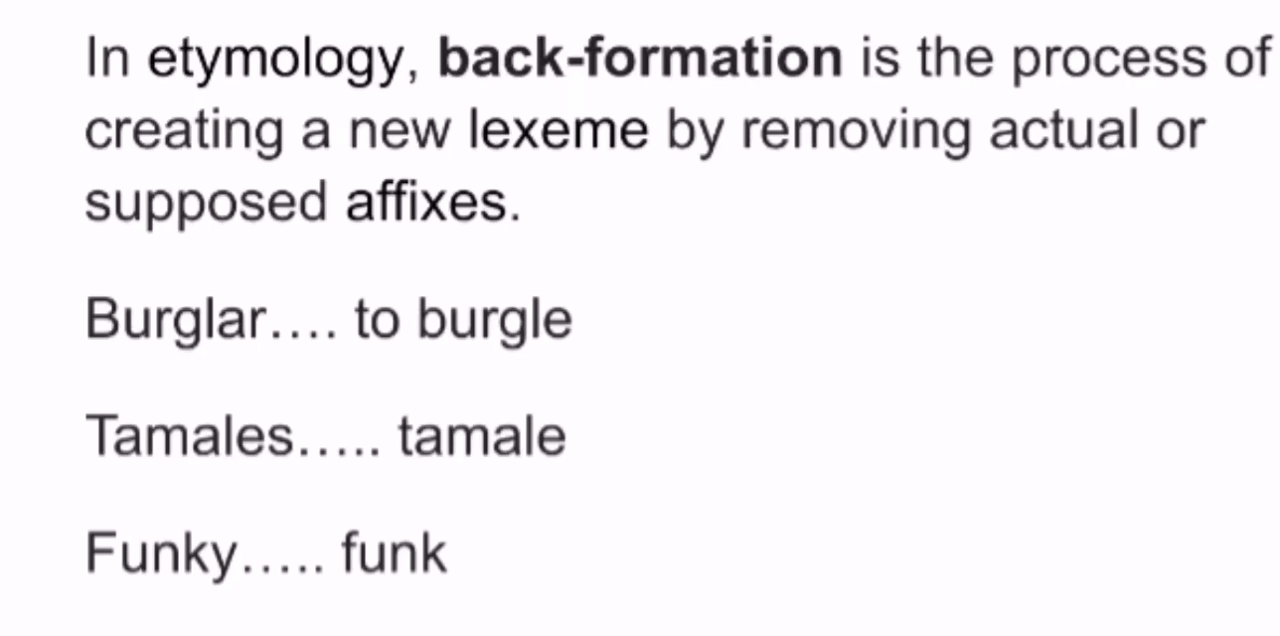 In etymology, back-formation is the process of
creating a new lexeme by removing actual or
supposed affixes.
Burglar.... to burgle
Tamales..... tamale
Funky..... funk